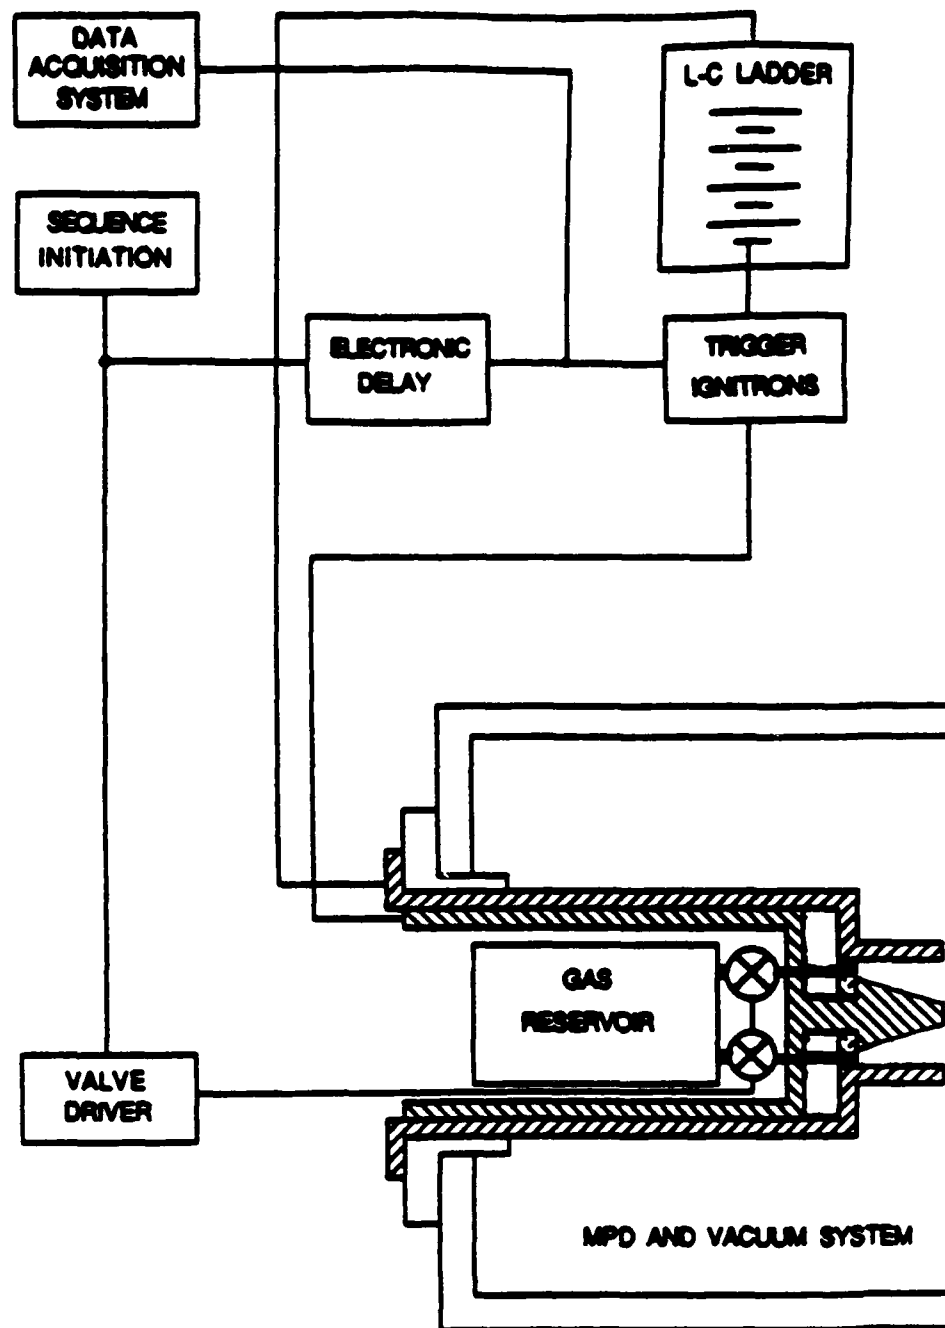 DATA
ACQUISITION
SYSTEM
L-C LADDER
SEQUENCE
INITIATION
ELECTRONIC
DELAY
TRIGGER
IGNITRONS
GAS
RESERVOIR
VALVE
DRIVER
MPD AND VACUUM SYSTEM